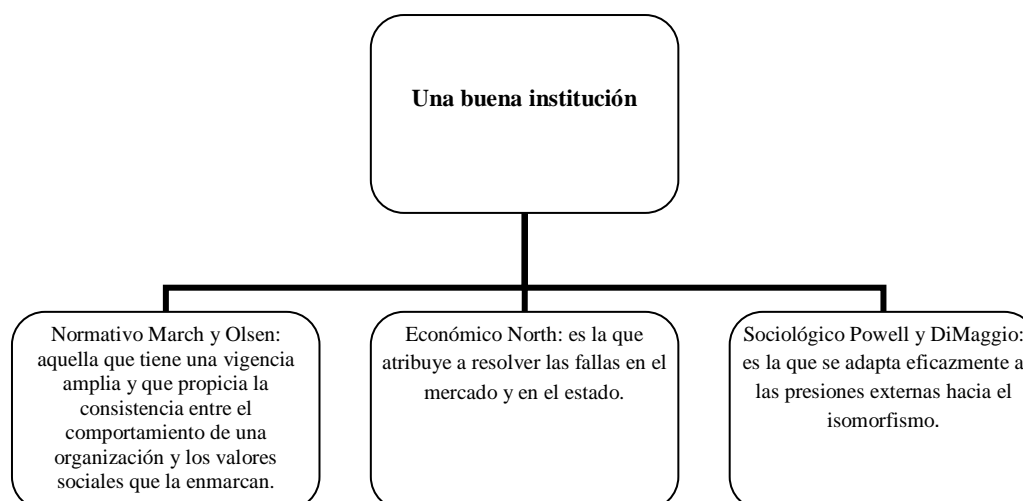 Una buena institución
Normativo March y Olsen:
aquella que tiene una vigencia
amplia y que propicia la
consistencia entre el
comportamiento de una
organización y los valores
sociales que la enmarcan.
Económico North: es la que
atribuye a resolver las fallas en el
mercado y en el estado.
Sociológico Powell y DiMaggio:
es la que se adapta eficazmente a
las presiones externas hacia el
isomorfismo.